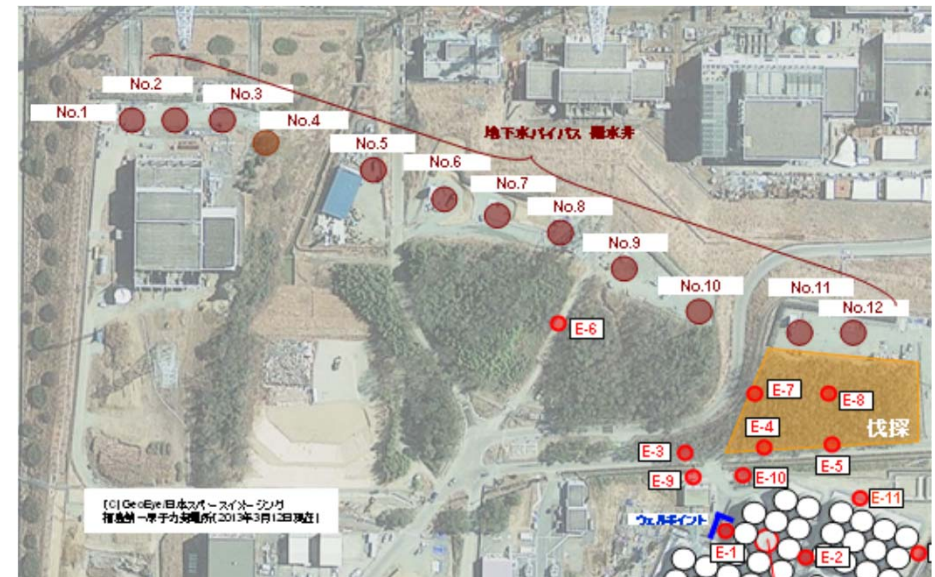 No.2
No.1
No.3
No.4
No.5
No.6
No.7
No.8
No.9
No.10
No.11
No.12
地下水バイパス 揚水井
E-6
E-7
E-8
伐採
E-4
E-3
E-5
E-9
E-10
E-11
ウェルポイント
E-1
E-2
(C)GeoEye/日本スペースイメージング
福島第一原子力発電所(2013年3月12日現在)